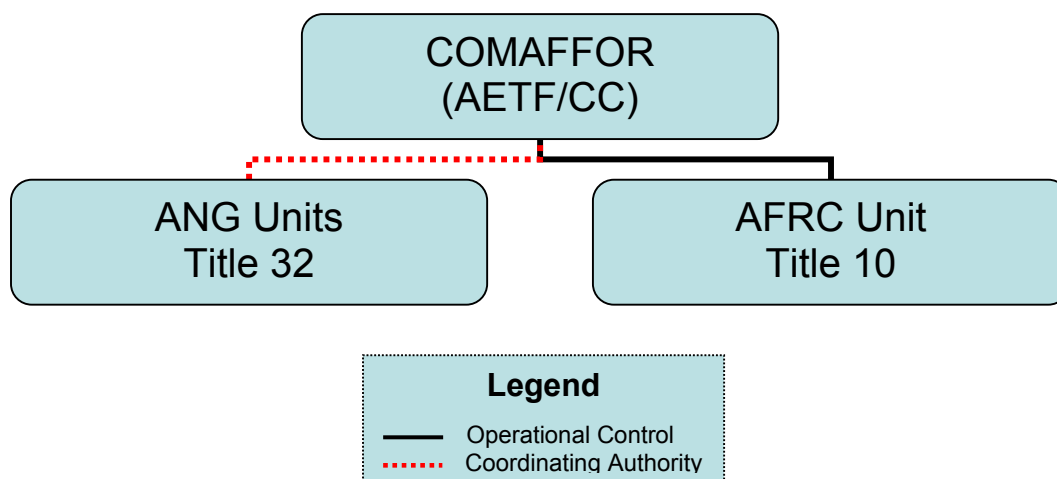 COMAFFOR
(AETF/CC)
ANG Units
Title 32
AFRC Unit
Title 10
Legend
Operational Control
Coordinating Authority